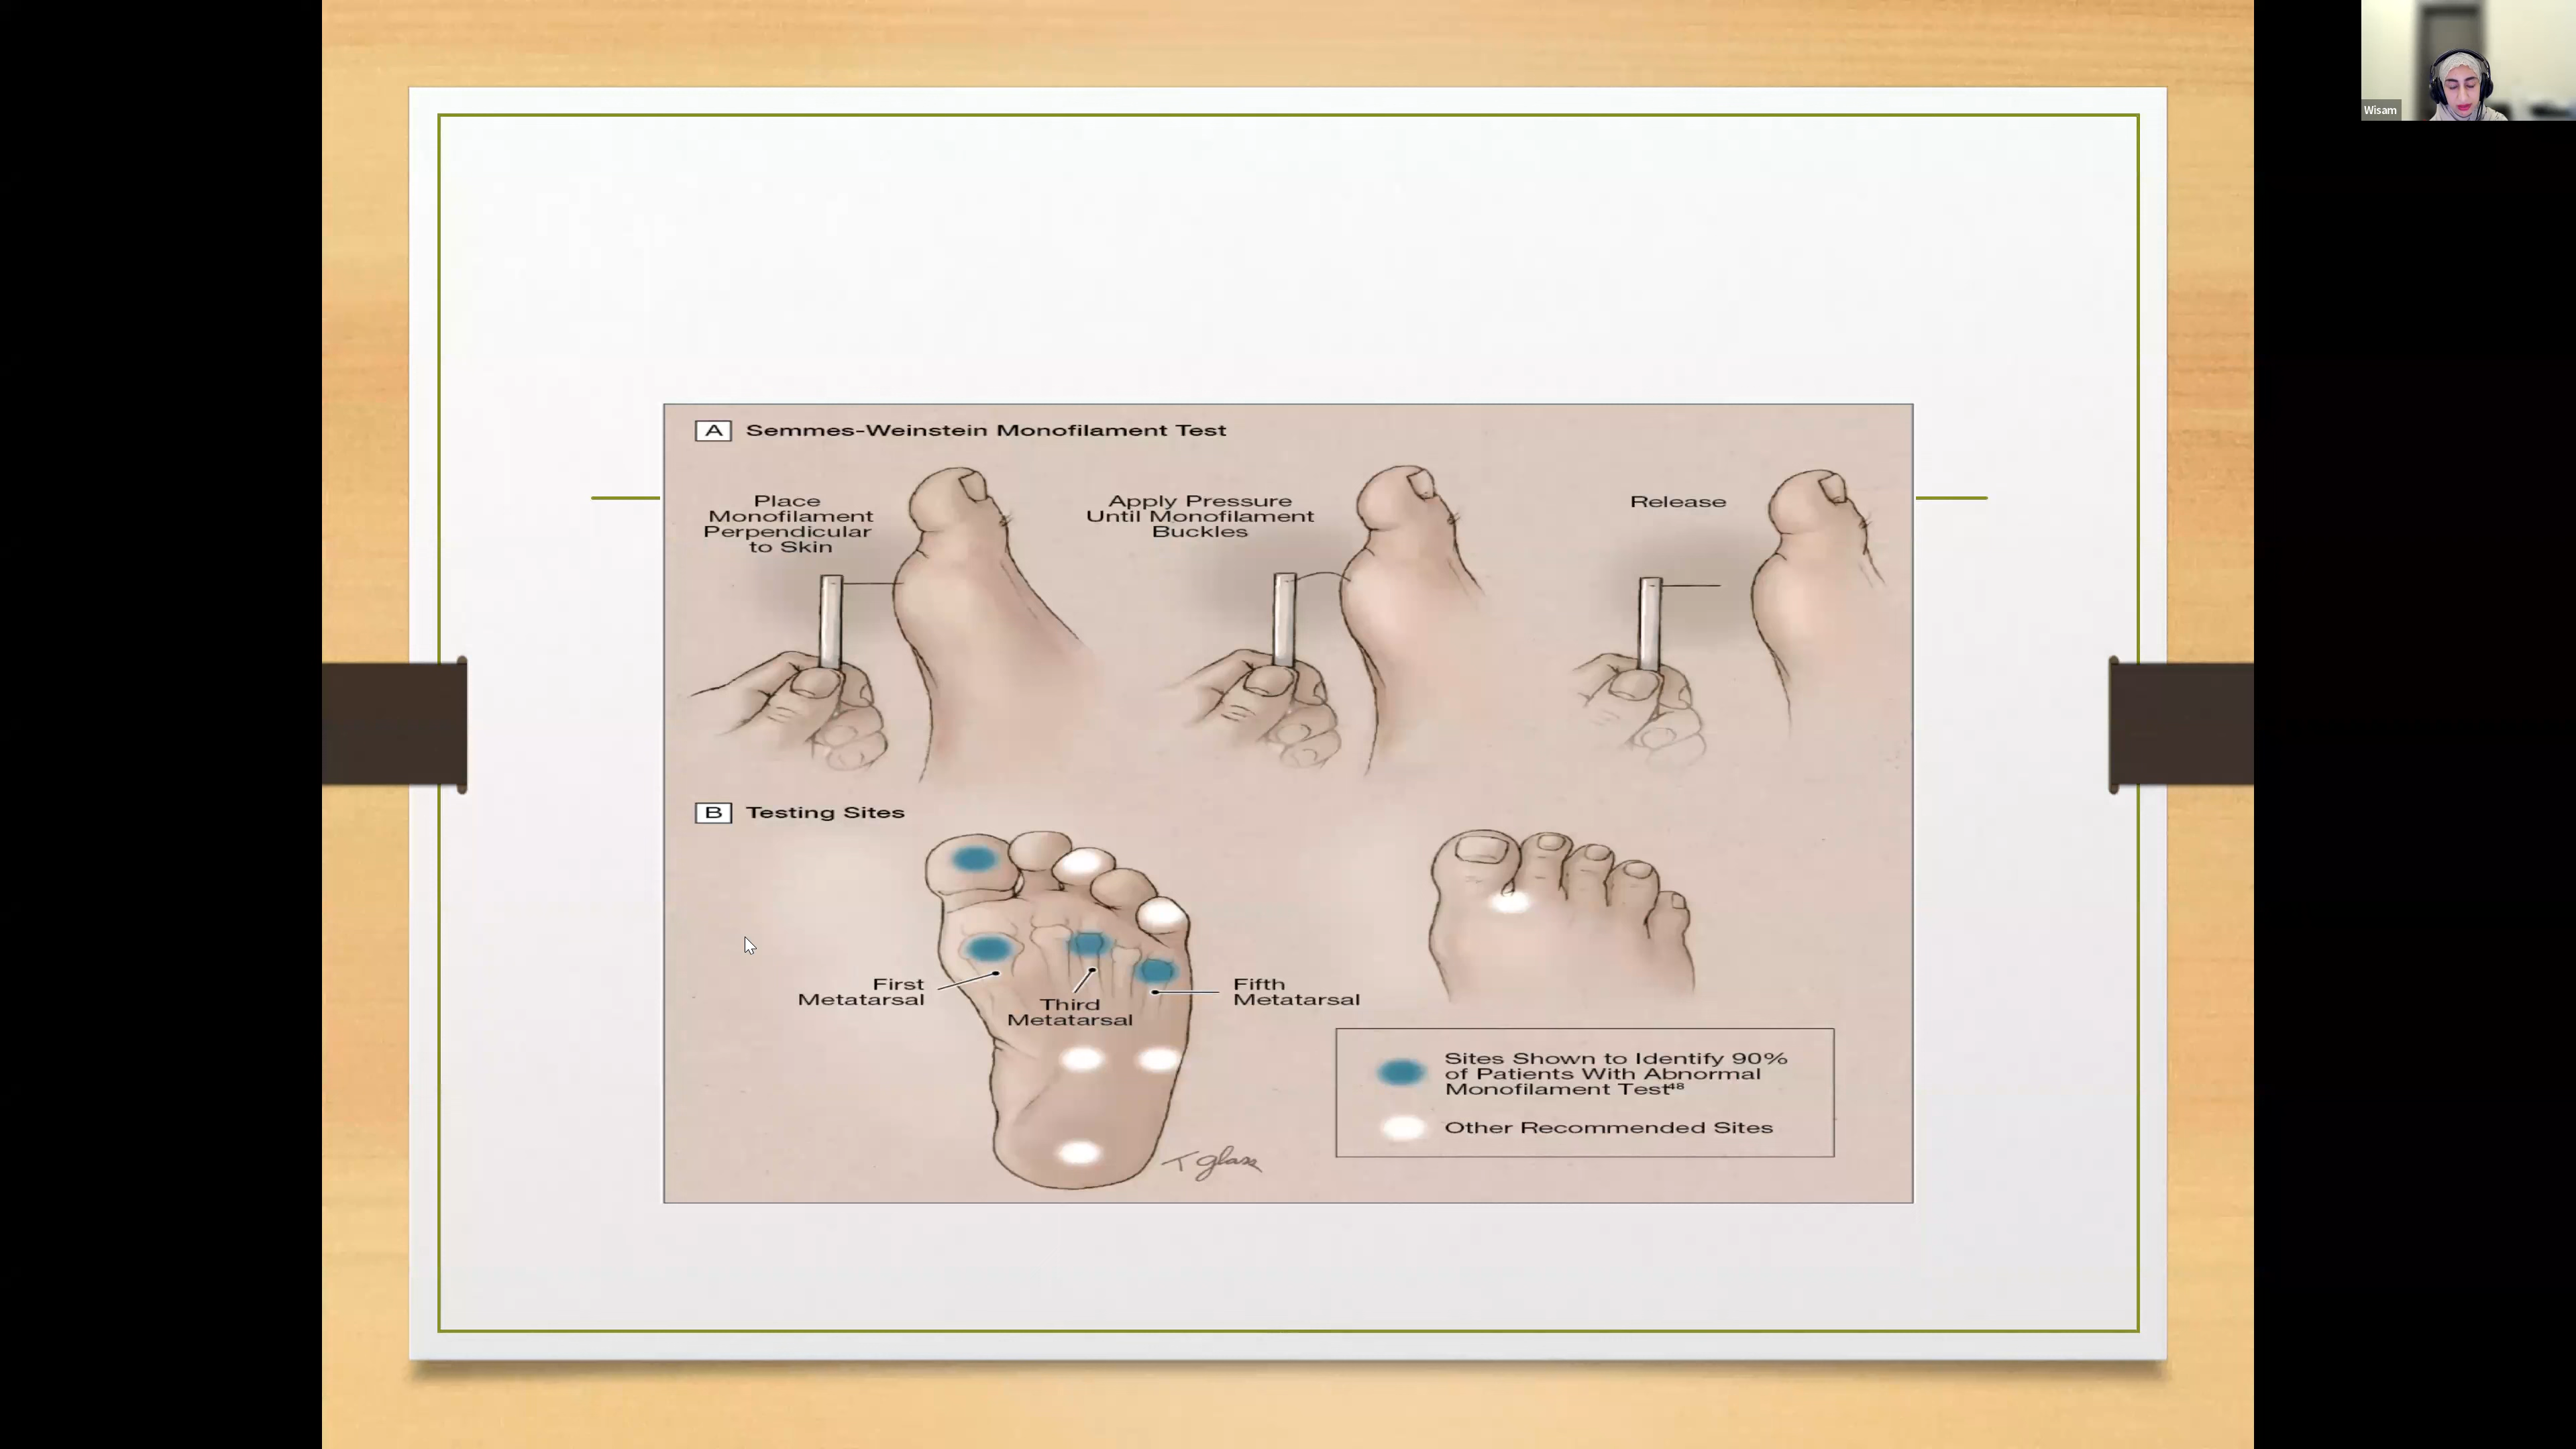 Wisam
A Semmes-Weinstein Monofilament Test
Place
Monofilament
Perpendicular
to Skin
Apply Pressure
Until Monofilament
Buckles
Release
B Testing Sites
First
Metatarsal
Third
Metatarsal
Fifth
Metatarsal
Sites Shown to Identify 90%
of Patients With Abnormal
Monofilament Test48
Other Recommended Sites
T glass